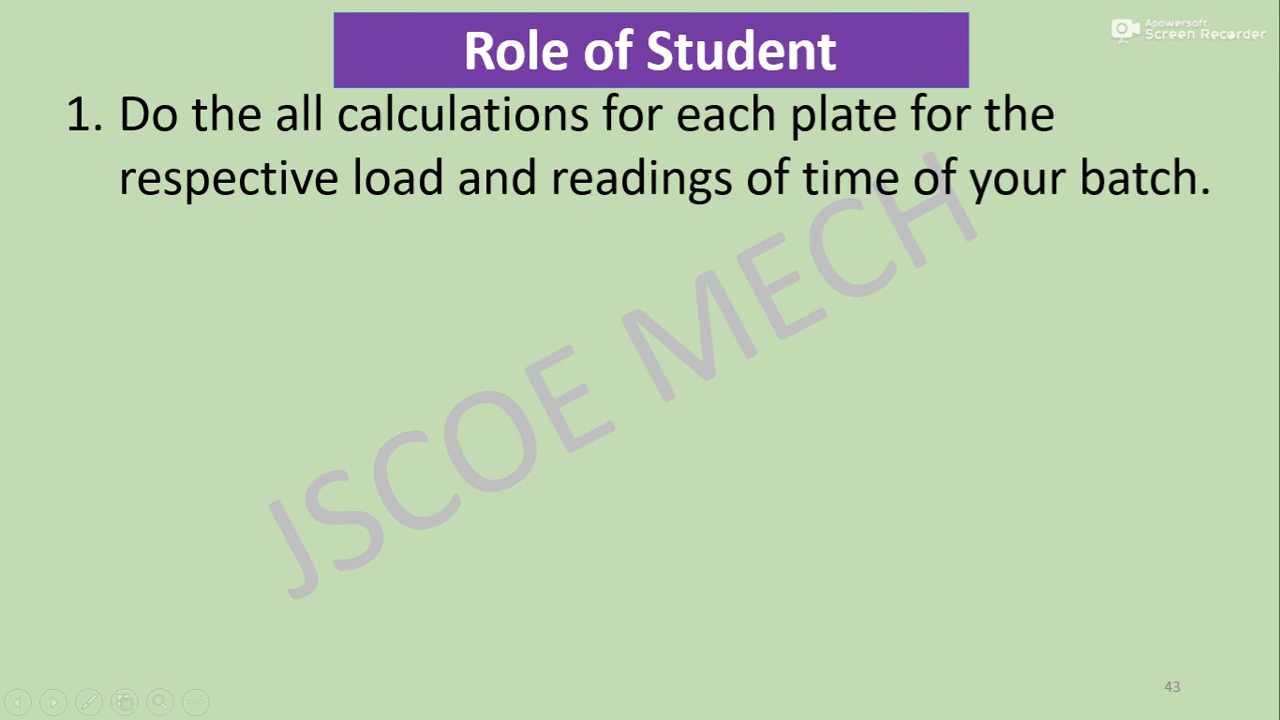 Role of Student
Apowersoft
Screen Recorder
1. Do the all calculations for each plate for the
respective load and readings of time of your batch.
JSCOE MECH
43